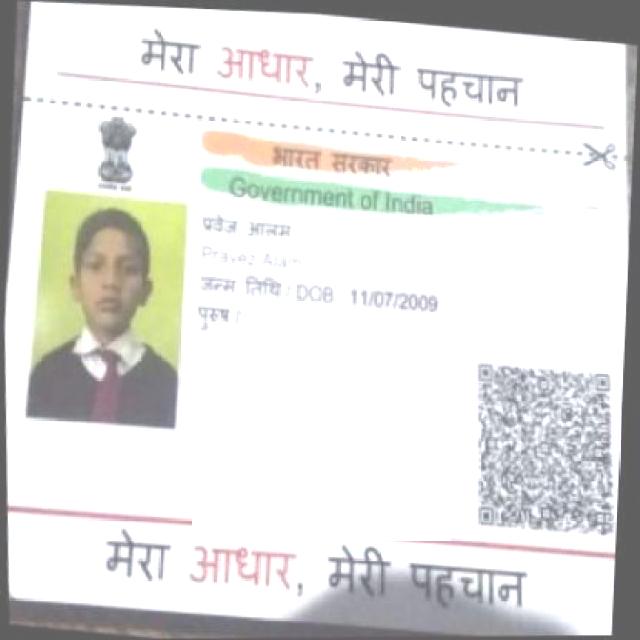 मेरा आधार, मेरी पहचान
भारत सरकार
Government of India
प्रवेज आलम
Pravez Alam
जन्म तिथि : DOB 11/07/2009
पुरुष :
मेरा आधार, मेरी पहचान